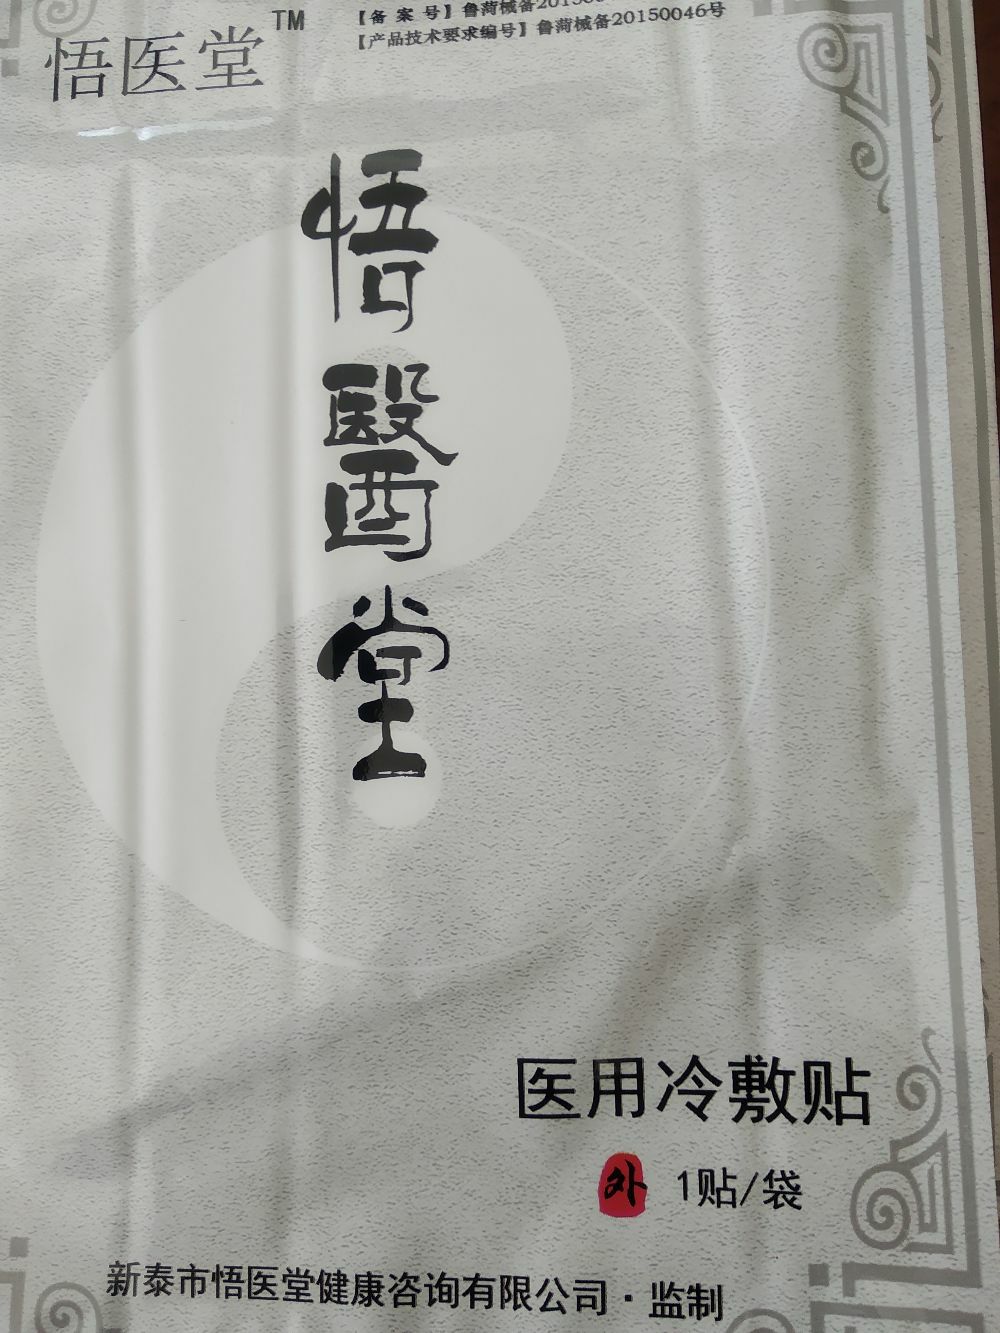 悟医堂TM
【备 案 号】鲁菏械备201500
【产品技术要求编号】鲁菏械备20150046号
悟
醫
堂
医用冷敷贴
外 1贴/袋
新泰市悟医堂健康咨询有限公司·监制